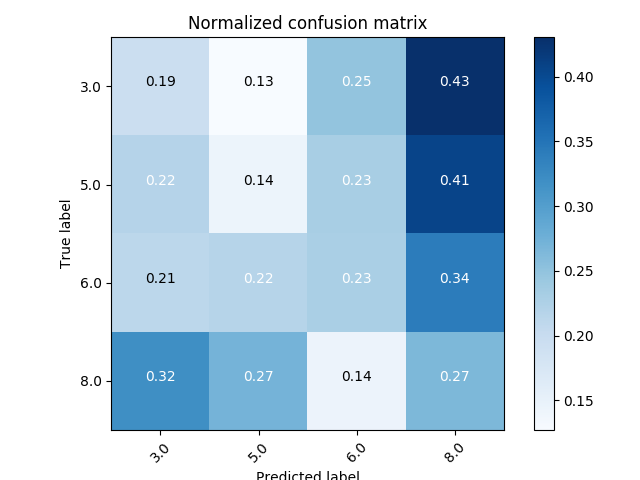 Normalized confusion matrix
True label
3.0 0.19 0.13 0.25 0.43
5.0 0.22 0.14 0.23 0.41
6.0 0.21 0.22 0.23 0.34
8.0 0.32 0.27 0.14 0.27
3.0 5.0 6.0 8.0
Predicted label
0.40
0.35
0.30
0.25
0.20
0.15